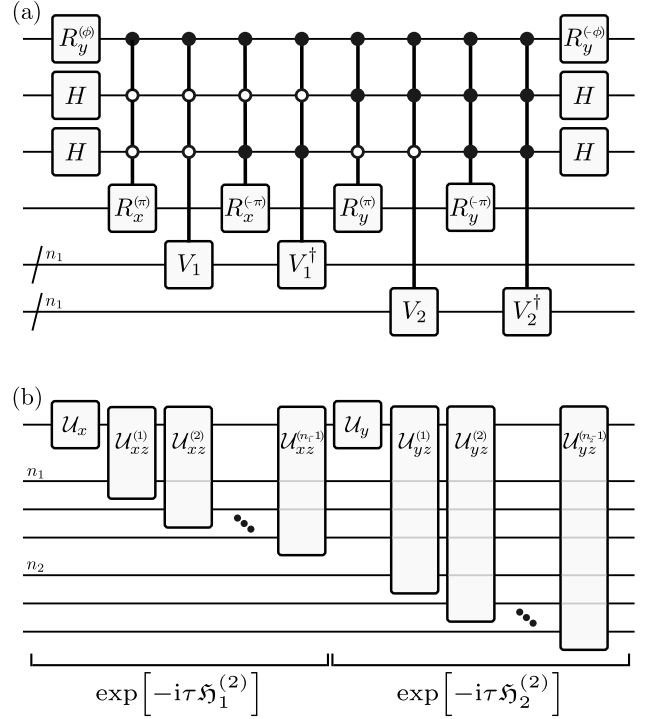 (a)
R_y^(ϕ) R_y^(-ϕ)
H H
H H
R_x^(π) R_x^(-π) R_y^(π) R_y^(-π)
n_1 V_1 V_1^†
n_1 V_2 V_2^†
(b)
𝒰_x 𝒰_xz^(1) 𝒰_xz^(2) 𝒰_xz^(n_1-1) 𝒰_y 𝒰_yz^(1) 𝒰_yz^(2) 𝒰_yz^(n_2-1)
n_1
n_2
exp[−iτℌ_1^(2)] exp[−iτℌ_2^(2)]